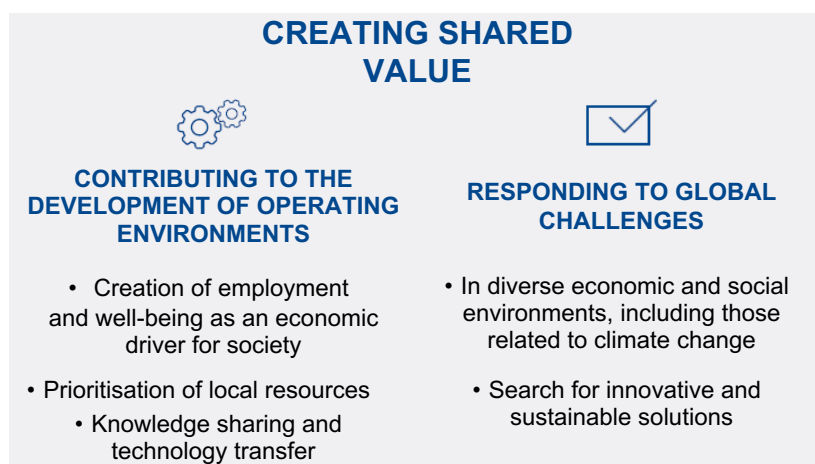 CREATING SHARED
VALUE
CONTRIBUTING TO THE
DEVELOPMENT OF OPERATING
ENVIRONMENTS
• Creation of employment
and well-being as an economic
driver for society
• Prioritisation of local resources
• Knowledge sharing and
technology transfer
RESPONDING TO GLOBAL
CHALLENGES
• In diverse economic and social
environments, including those
related to climate change
• Search for innovative and
sustainable solutions